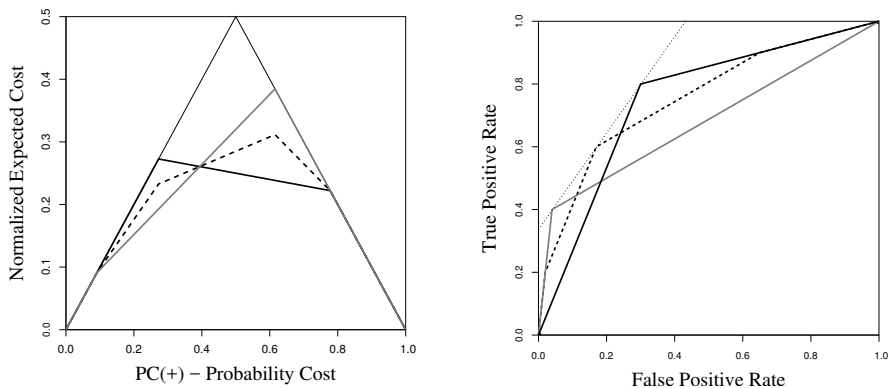 Normalized Expected Cost
0.5
0.4
0.3
0.2
0.1
0.0
0.0 0.2 0.4 0.6 0.8 1.0
PC(+) − Probability Cost
True Positive Rate
1.0
0.8
0.6
0.4
0.2
0.0
0.0 0.2 0.4 0.6 0.8 1.0
False Positive Rate